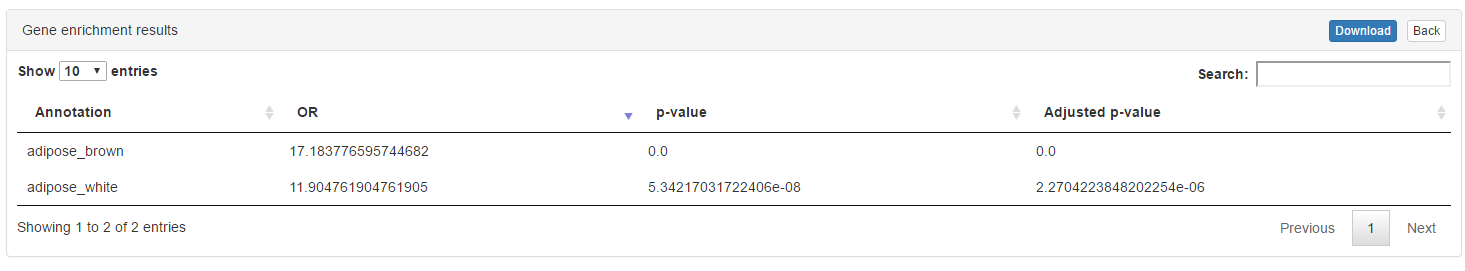 Gene enrichment results Download Back
Show 10 entries Search:
Annotation OR p-value Adjusted p-value
adipose_brown 17.183776595744682 0.0 0.0
adipose_white 11.904761904761905 5.34217031722406e-08 2.2704223848202254e-06
Showing 1 to 2 of 2 entries Previous 1 Next